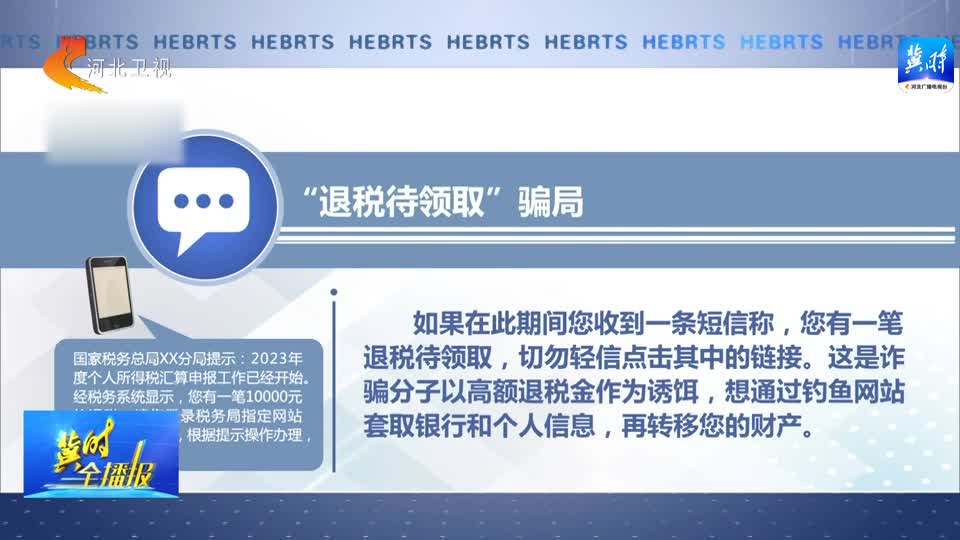 RTS HEBRTS HEBRTS HEBRTS HEBRTS HEBRTS HEBRTS HEBRTS HEBRTS HE
河北卫视
冀时
河北广播电视台
“退税待领取”骗局
如果在此期间您收到一条短信称，您有一笔
退税待领取，切勿轻信点击其中的链接。这是诈
骗分子以高额退税金作为诱饵，想通过钓鱼网站
套取银行和个人信息，再转移您的财产。
国家税务总局XX分局提示：2023年
度个人所得税汇算申报工作已经开始。
经税务系统显示，您有一笔10000元
录税务局指定网站
，根据提示操作办理，
冀时
全播报